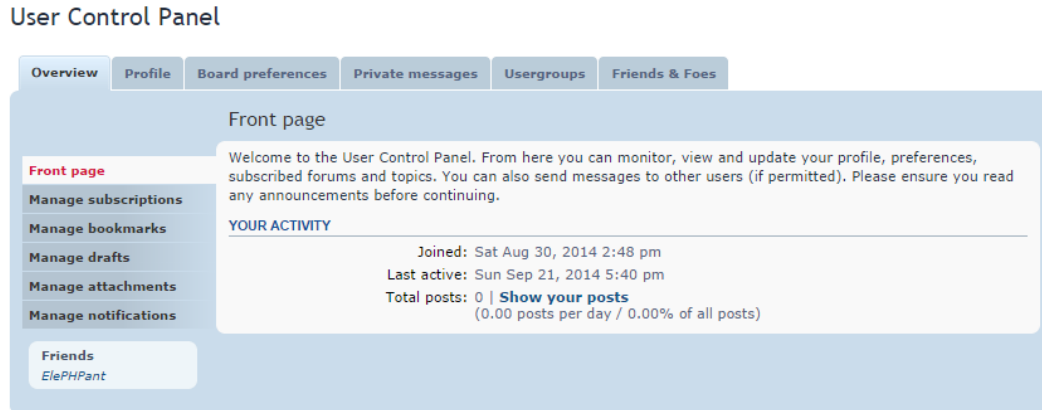 User Control Panel
Overview
Profile
Board preferences
Private messages
Usergroups
Friends & Foes
Front page
Manage subscriptions
Manage bookmarks
Manage drafts
Manage attachments
Manage notifications
Friends
ElePHPant
Front page
Welcome to the User Control Panel. From here you can monitor, view and update your profile, preferences,
subscribed forums and topics. You can also send messages to other users (if permitted). Please ensure you read
any announcements before continuing.
YOUR ACTIVITY
Joined: Sat Aug 30, 2014 2:48 pm
Last active: Sun Sep 21, 2014 5:40 pm
Total posts: 0 | Show your posts
(0.00 posts per day / 0.00% of all posts)